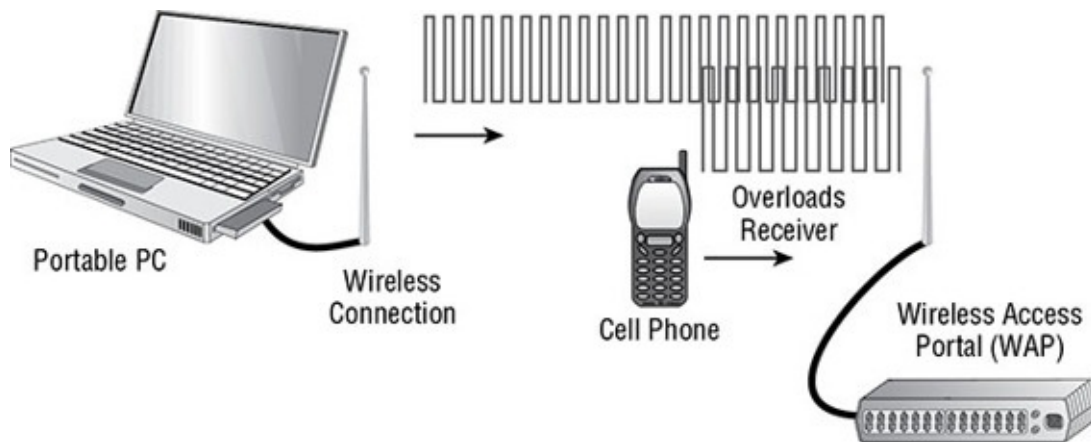 Portable PC
Wireless
Connection
Overloads
Receiver
Cell Phone
Wireless Access
Portal (WAP)